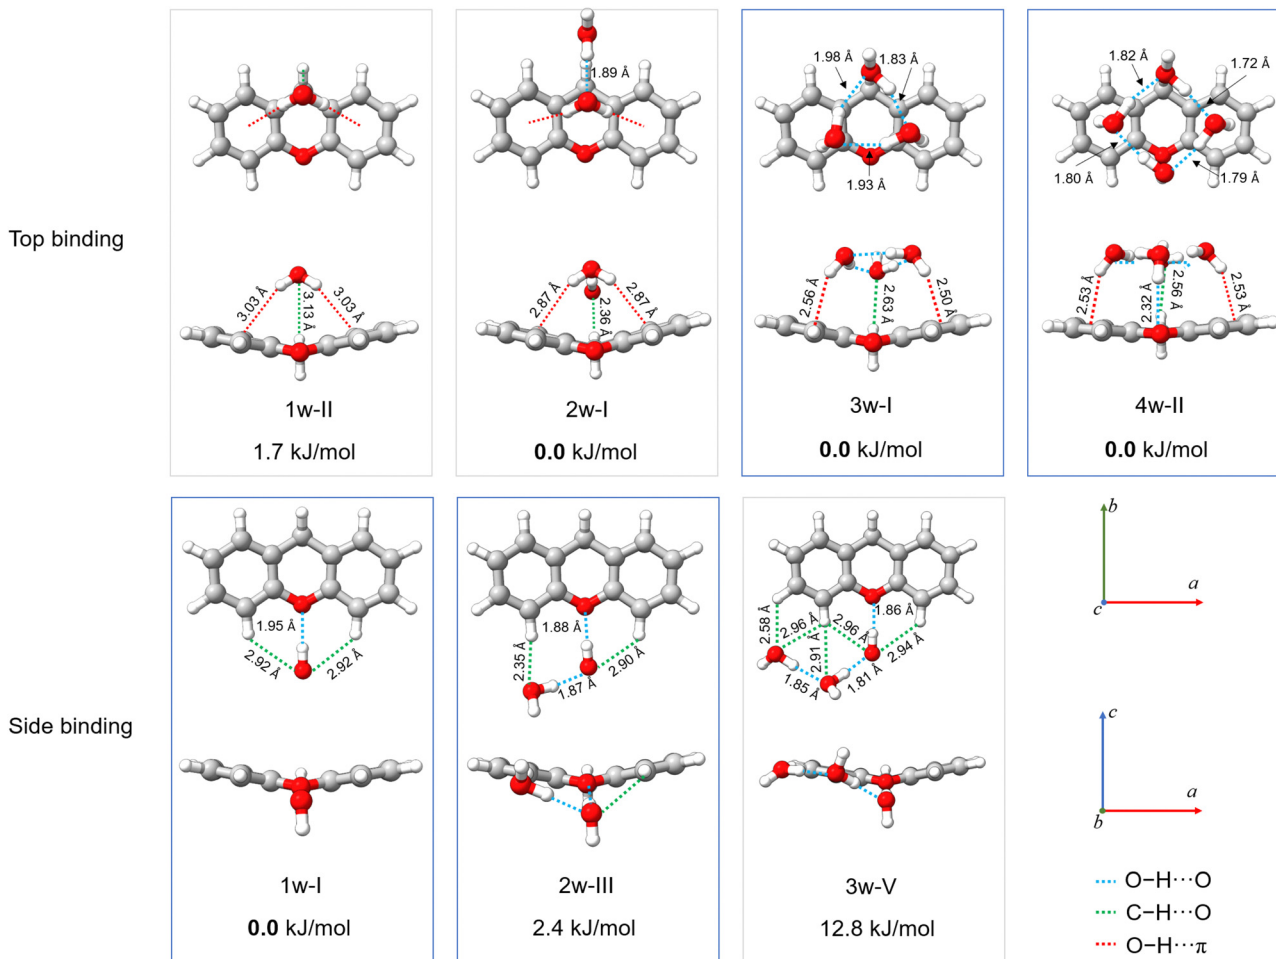 Top binding
1.89 Å
1.98 Å
1.83 Å
1.93 Å
1.82 Å
1.72 Å
1.80 Å
1.79 Å
3.03 Å
3.13 Å
3.03 Å
2.87 Å
2.36 Å
2.87 Å
2.56 Å
2.63 Å
2.50 Å
2.53 Å
2.32 Å
2.56 Å
2.53 Å
1w-II
1.7 kJ/mol
2w-I
0.0 kJ/mol
3w-I
0.0 kJ/mol
4w-II
0.0 kJ/mol
Side binding
1.95 Å
2.92 Å
2.92 Å
1.88 Å
2.35 Å
2.90 Å
1.87 Å
1.86 Å
2.58 Å
2.96 Å
2.96 Å
2.91 Å
2.94 Å
1.85 Å
1.81 Å
1w-I
0.0 kJ/mol
2w-III
2.4 kJ/mol
3w-V
12.8 kJ/mol
b
c
a
c
b
a
O−H···O
C−H···O
O−H···π